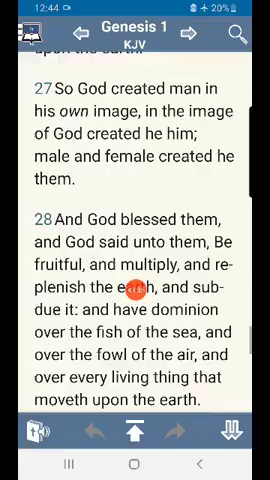 12:44
20%
Genesis 1
KJV
upon the earth.
27 So God created man in
his own image, in the image
of God created he him;
male and female created he
them.
28 And God blessed them,
and God said unto them, Be
fruitful, and multiply, and re-
plenish the earth, and sub-
due it: and have dominion
over the fish of the sea, and
over the fowl of the air, and
over every living thing that
moveth upon the earth.